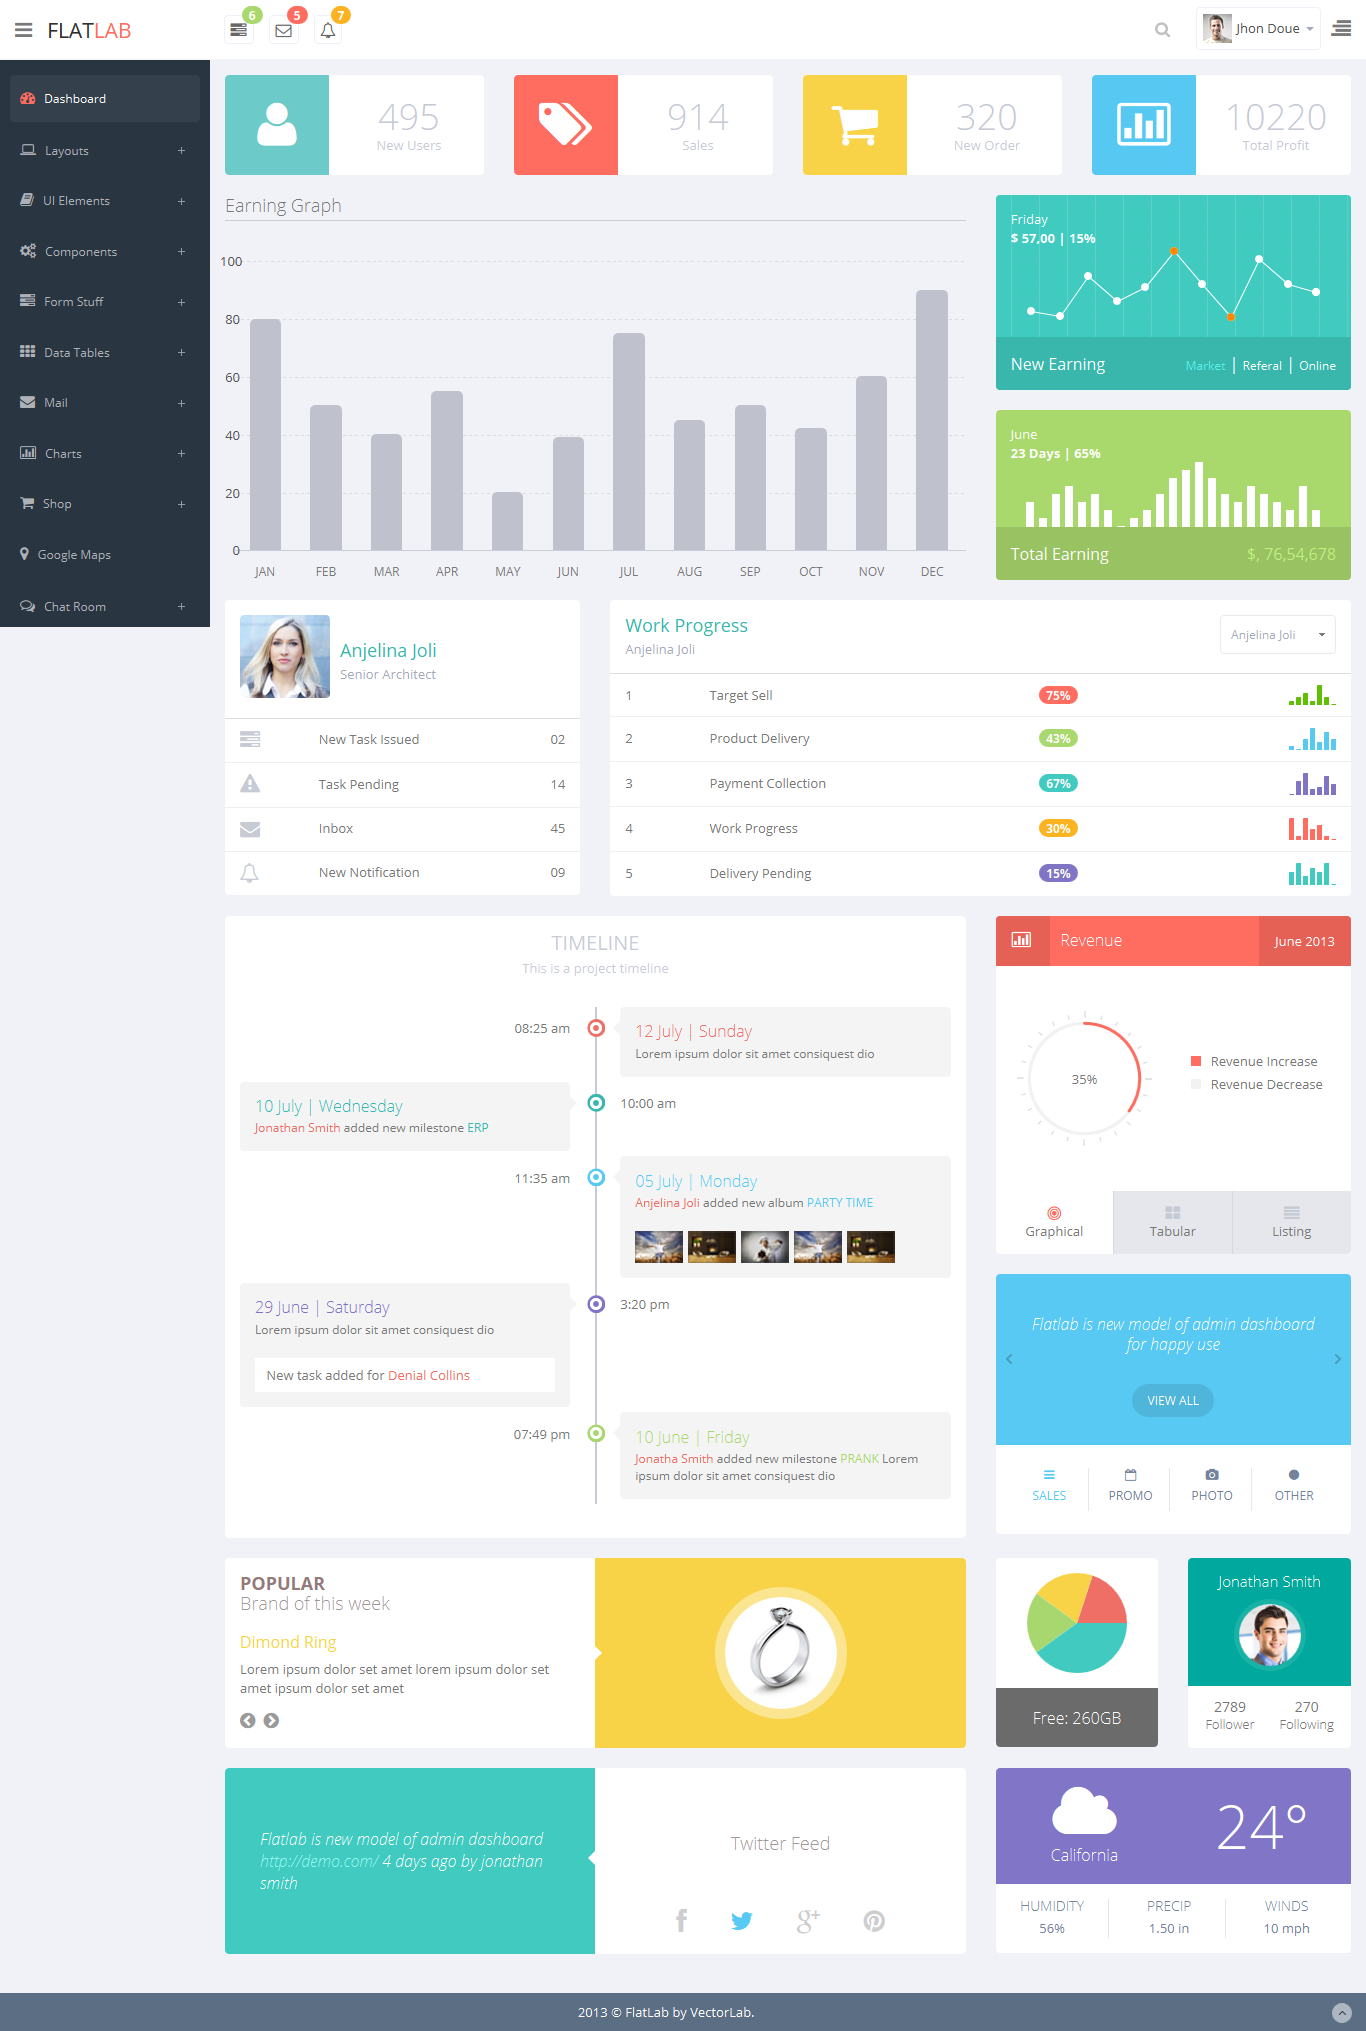 FLATLAB
6
5
7
Jhon Doue
Dashboard
Layouts +
UI Elements +
Components +
Form Stuff +
Data Tables +
Mail +
Charts +
Shop +
Google Maps
Chat Room +
495
New Users
914
Sales
320
New Order
10220
Total Profit
Earning Graph
100
80
60
40
20
0
JAN FEB MAR APR MAY JUN JUL AUG SEP OCT NOV DEC
Friday
$ 57,00 | 15%
New Earning
Market | Referal | Online
June
23 Days | 65%
Total Earning
$, 76,54,678
Anjelina Joli
Senior Architect
New Task Issued 02
Task Pending 14
Inbox 45
New Notification 09
Work Progress
Anjelina Joli
Anjelina Joli
1 Target Sell 75%
2 Product Delivery 43%
3 Payment Collection 67%
4 Work Progress 30%
5 Delivery Pending 15%
TIMELINE
This is a project timeline
08:25 am
12 July | Sunday
Lorem ipsum dolor sit amet consiquest dio
10 July | Wednesday
Jonathan Smith added new milestone ERP
10:00 am
11:35 am
05 July | Monday
Anjelina Joli added new album PARTY TIME
29 June | Saturday
Lorem ipsum dolor sit amet consiquest dio
New task added for Denial Collins
3:20 pm
07:49 pm
10 June | Friday
Jonatha Smith added new milestone PRANK Lorem
ipsum dolor sit amet consiquest dio
Revenue
June 2013
35%
Revenue Increase
Revenue Decrease
Graphical
Tabular
Listing
Flatlab is new model of admin dashboard
for happy use
VIEW ALL
SALES
PROMO
PHOTO
OTHER
POPULAR
Brand of this week
Dimond Ring
Lorem ipsum dolor set amet lorem ipsum dolor set
amet ipsum dolor set amet
Free: 260GB
Jonathan Smith
2789
Follower
270
Following
Flatlab is new model of admin dashboard
http://demo.com/ 4 days ago by jonathan
smith
Twitter Feed
California
24°
HUMIDITY
56%
PRECIP
1.50 in
WINDS
10 mph
2013 © FlatLab by VectorLab.